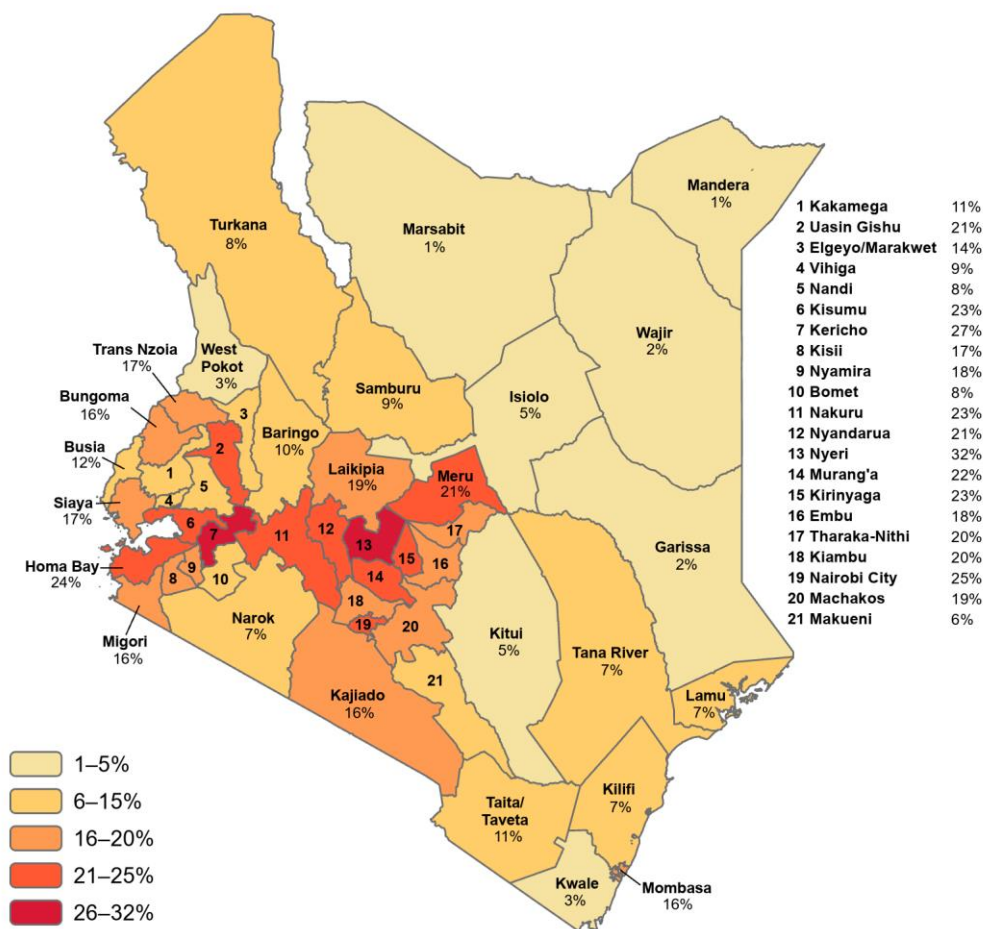 Mandera
1%
Marsabit
1%
Turkana
8%
Wajir
2%
Trans Nzoia
17%
West
Pokot
3%
Samburu
9%
Isiolo
5%
Bungoma
16%
3
Baringo
10%
Busia
12%
2
Laikipia
19%
Meru
21%
1
5
4
Siaya
17%
6
7
11
12
13
17
15
16
Garissa
2%
Homa Bay
24%
8
9
10
14
18
19
20
Narok
7%
Migori
16%
Kitui
5%
Tana River
7%
21
Kajiado
16%
Lamu
7%
Kilifi
7%
Taita/
Taveta
11%
Kwale
3%
Mombasa
16%
1 Kakamega 11%
2 Uasin Gishu 21%
3 Elgeyo/Marakwet 14%
4 Vihiga 9%
5 Nandi 8%
6 Kisumu 23%
7 Kericho 27%
8 Kisii 17%
9 Nyamira 18%
10 Bomet 8%
11 Nakuru 23%
12 Nyandarua 21%
13 Nyeri 32%
14 Murang'a 22%
15 Kirinyaga 23%
16 Embu 18%
17 Tharaka-Nithi 20%
18 Kiambu 20%
19 Nairobi City 25%
20 Machakos 19%
21 Makueni 6%
1–5%
6–15%
16–20%
21–25%
26–32%